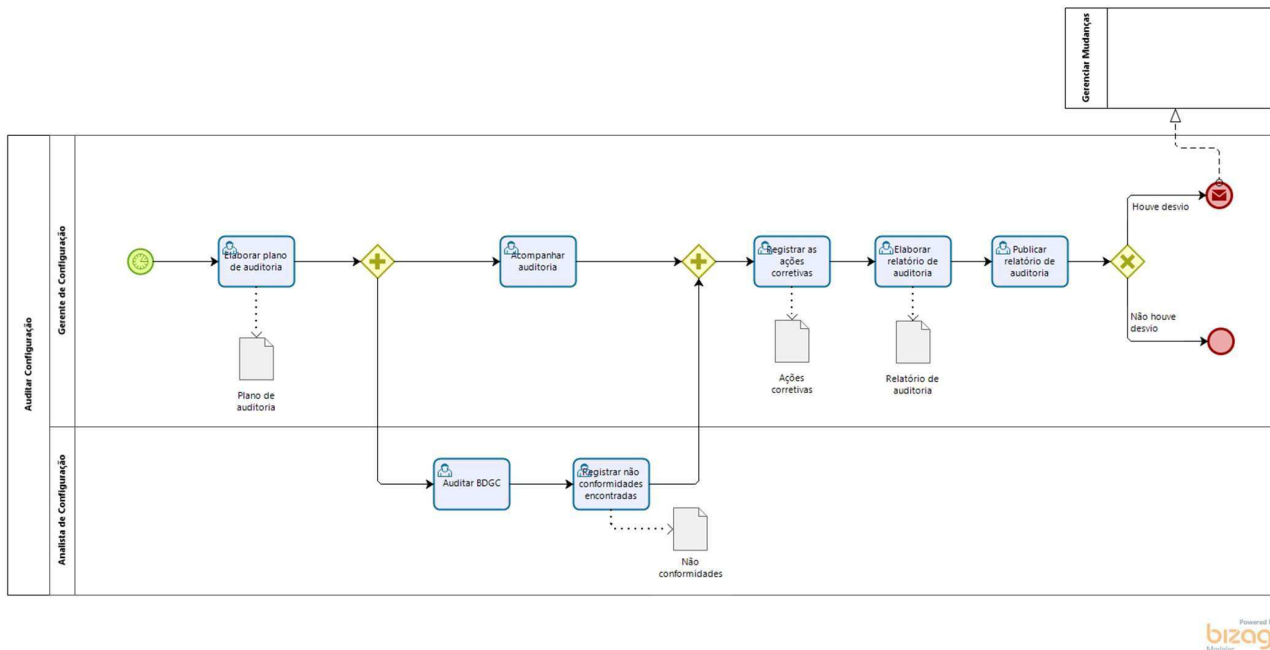 Gerenciar Mudanças
Auditar Configuração
Gerente de Configuração
Elaborar plano
de auditoria
Plano de
auditoria
Acompanhar
auditoria
Registrar as
ações
corretivas
Ações
corretivas
Elaborar
relatório de
auditoria
Relatório de
auditoria
Publicar
relatório de
auditoria
Houve desvio
Não houve
desvio
Analista de Configuração
Auditar BDGC
Registrar não
conformidades
encontradas
Não
conformidades
Powered
bizag
Modeler